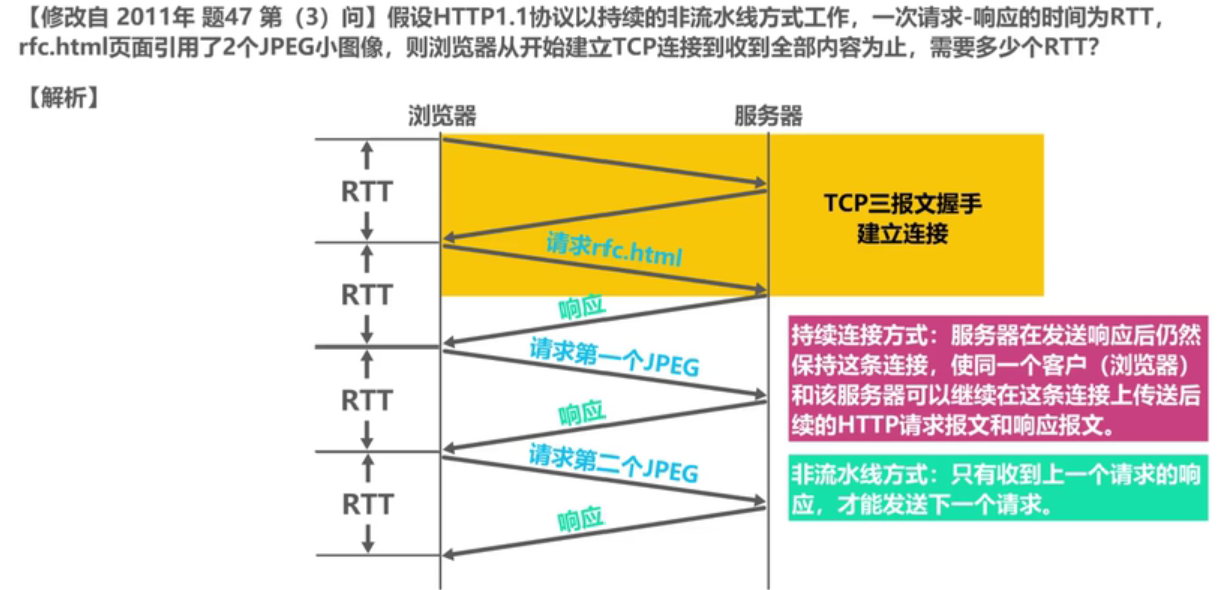 【修改自 2011年 题47 第（3）问】假设HTTP1.1协议以持续的非流水线方式工作，一次请求-响应的时间为RTT，
rfc.html页面引用了2个JPEG小图像，则浏览器从开始建立TCP连接到收到全部内容为止，需要多少个RTT？
【解析】
浏览器
服务器
RTT
TCP三报文握手
建立连接
请求rfc.html
RTT
响应
持续连接方式：服务器在发送响应后仍然
保持这条连接，使同一个客户（浏览器）
和该服务器可以继续在这条连接上传送后
续的HTTP请求报文和响应报文。
请求第一个JPEG
RTT
响应
请求第二个JPEG
非流水线方式：只有收到上一个请求的响
应，才能发送下一个请求。
RTT
响应